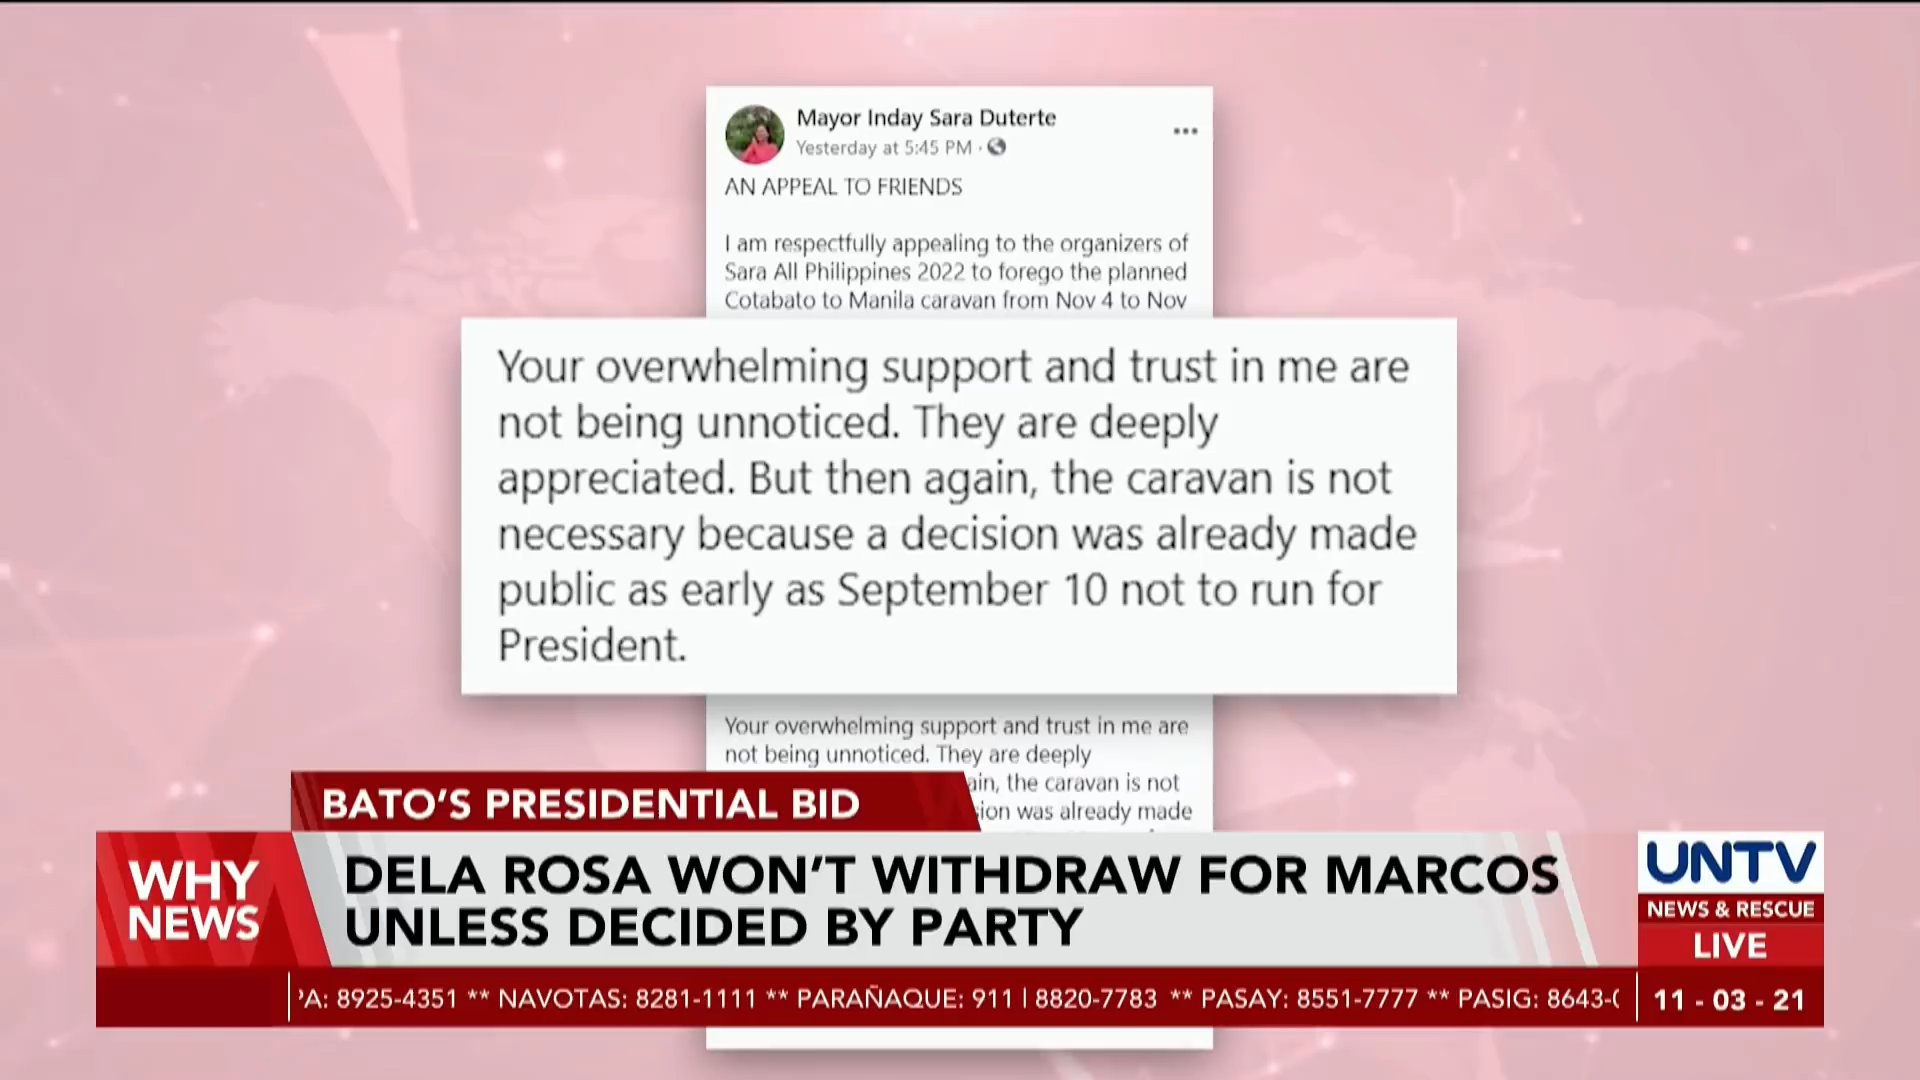 Mayor Inday Sara Duterte
Yesterday at 5:45 PM ·
AN APPEAL TO FRIENDS
I am respectfully appealing to the organizers of
Sara All Philippines 2022 to forego the planned
Cotabato to Manila caravan from Nov 4 to Nov
Your overwhelming support and trust in me are
not being unnoticed. They are deeply
appreciated. But then again, the caravan is not
necessary because a decision was already made
public as early as September 10 not to run for
President.
Your overwhelming support and trust in me are
not being unnoticed. They are deeply
the caravan is not
was already made
BATO'S PRESIDENTIAL BID
WHY
NEWS
DELA ROSA WON'T WITHDRAW FOR MARCOS
UNLESS DECIDED BY PARTY
UNTV
NEWS & RESCUE
LIVE
A: 8925-4351 ** NAVOTAS: 8281-1111 ** PARAÑAQUE: 911 | 8820-7783 ** PASAY: 8551-7777 ** PASIG: 8643-
11 - 03 - 21